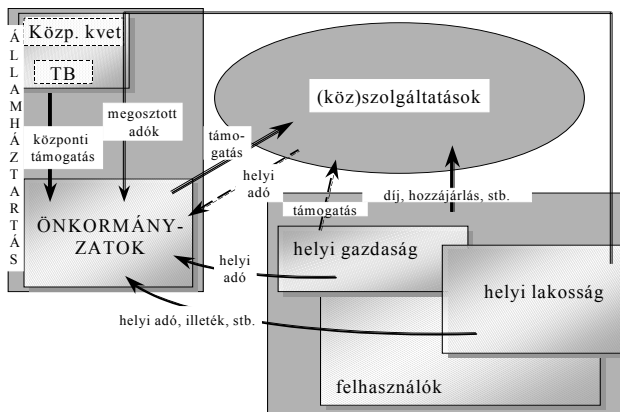 ÁLLAMHÁZTARTÁS
Közp. kvet
TB
központi
támogatás
megosztott
adók
ÖNKORMÁNY-
ZATOK
támo-
gatás
helyi
adó
(köz)szolgáltatások
támogatás
díj, hozzájárlás, stb.
helyi gazdaság
helyi
adó
helyi lakosság
helyi adó, illeték, stb.
felhasználók